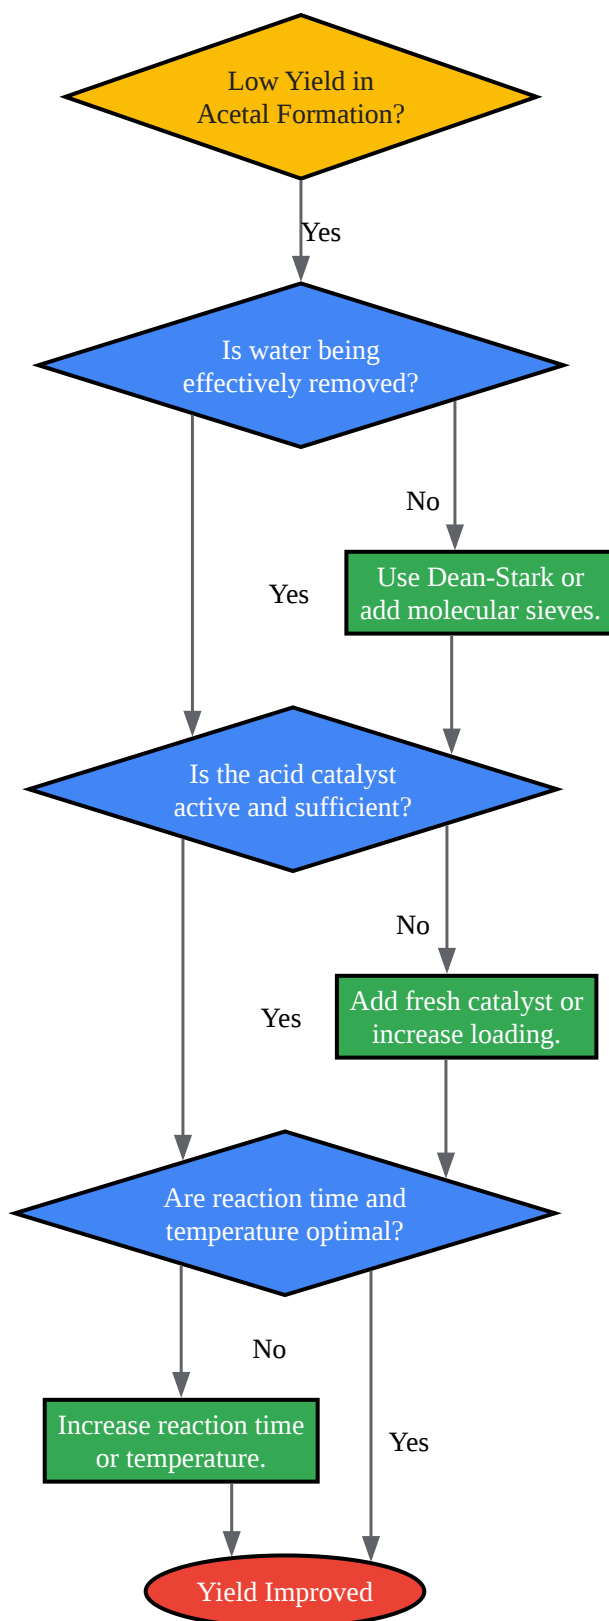 Low Yield in
Acetal Formation?
Yes
Is water being
effectively removed?
No
Use Dean-Stark or
add molecular sieves.
Yes
Is the acid catalyst
active and sufficient?
No
Add fresh catalyst or
increase loading.
Yes
Are reaction time and
temperature optimal?
No
Increase reaction time
or temperature.
Yes
Yield Improved